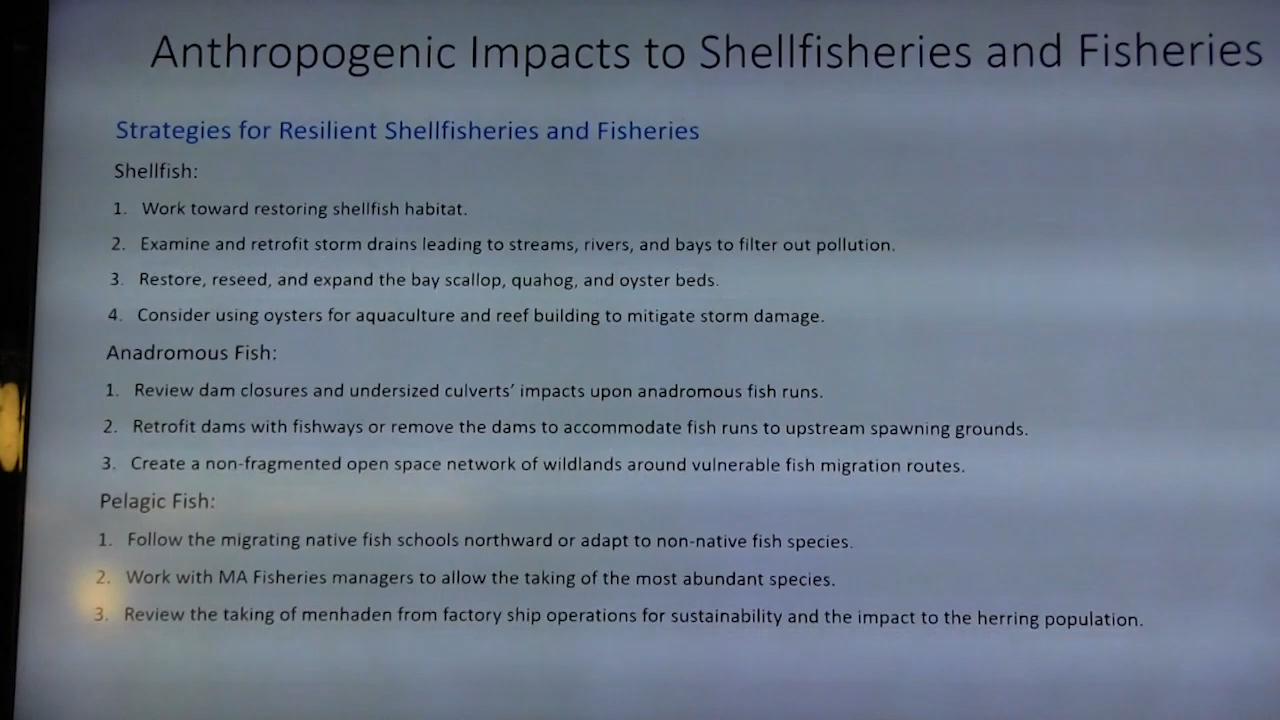 Anthropogenic Impacts to Shellfisheries and Fisheries
Strategies for Resilient Shellfisheries and Fisheries
Shellfish:
1. Work toward restoring shellfish habitat.
2. Examine and retrofit storm drains leading to streams, rivers, and bays to filter out pollution.
3. Restore, reseed, and expand the bay scallop, quahog, and oyster beds.
4. Consider using oysters for aquaculture and reef building to mitigate storm damage.
Anadromous Fish:
1. Review dam closures and undersized culverts’ impacts upon anadromous fish runs.
2. Retrofit dams with fishways or remove the dams to accommodate fish runs to upstream spawning grounds.
3. Create a non-fragmented open space network of wildlands around vulnerable fish migration routes.
Pelagic Fish:
1. Follow the migrating native fish schools northward or adapt to non-native fish species.
2. Work with MA Fisheries managers to allow the taking of the most abundant species.
3. Review the taking of menhaden from factory ship operations for sustainability and the impact to the herring population.